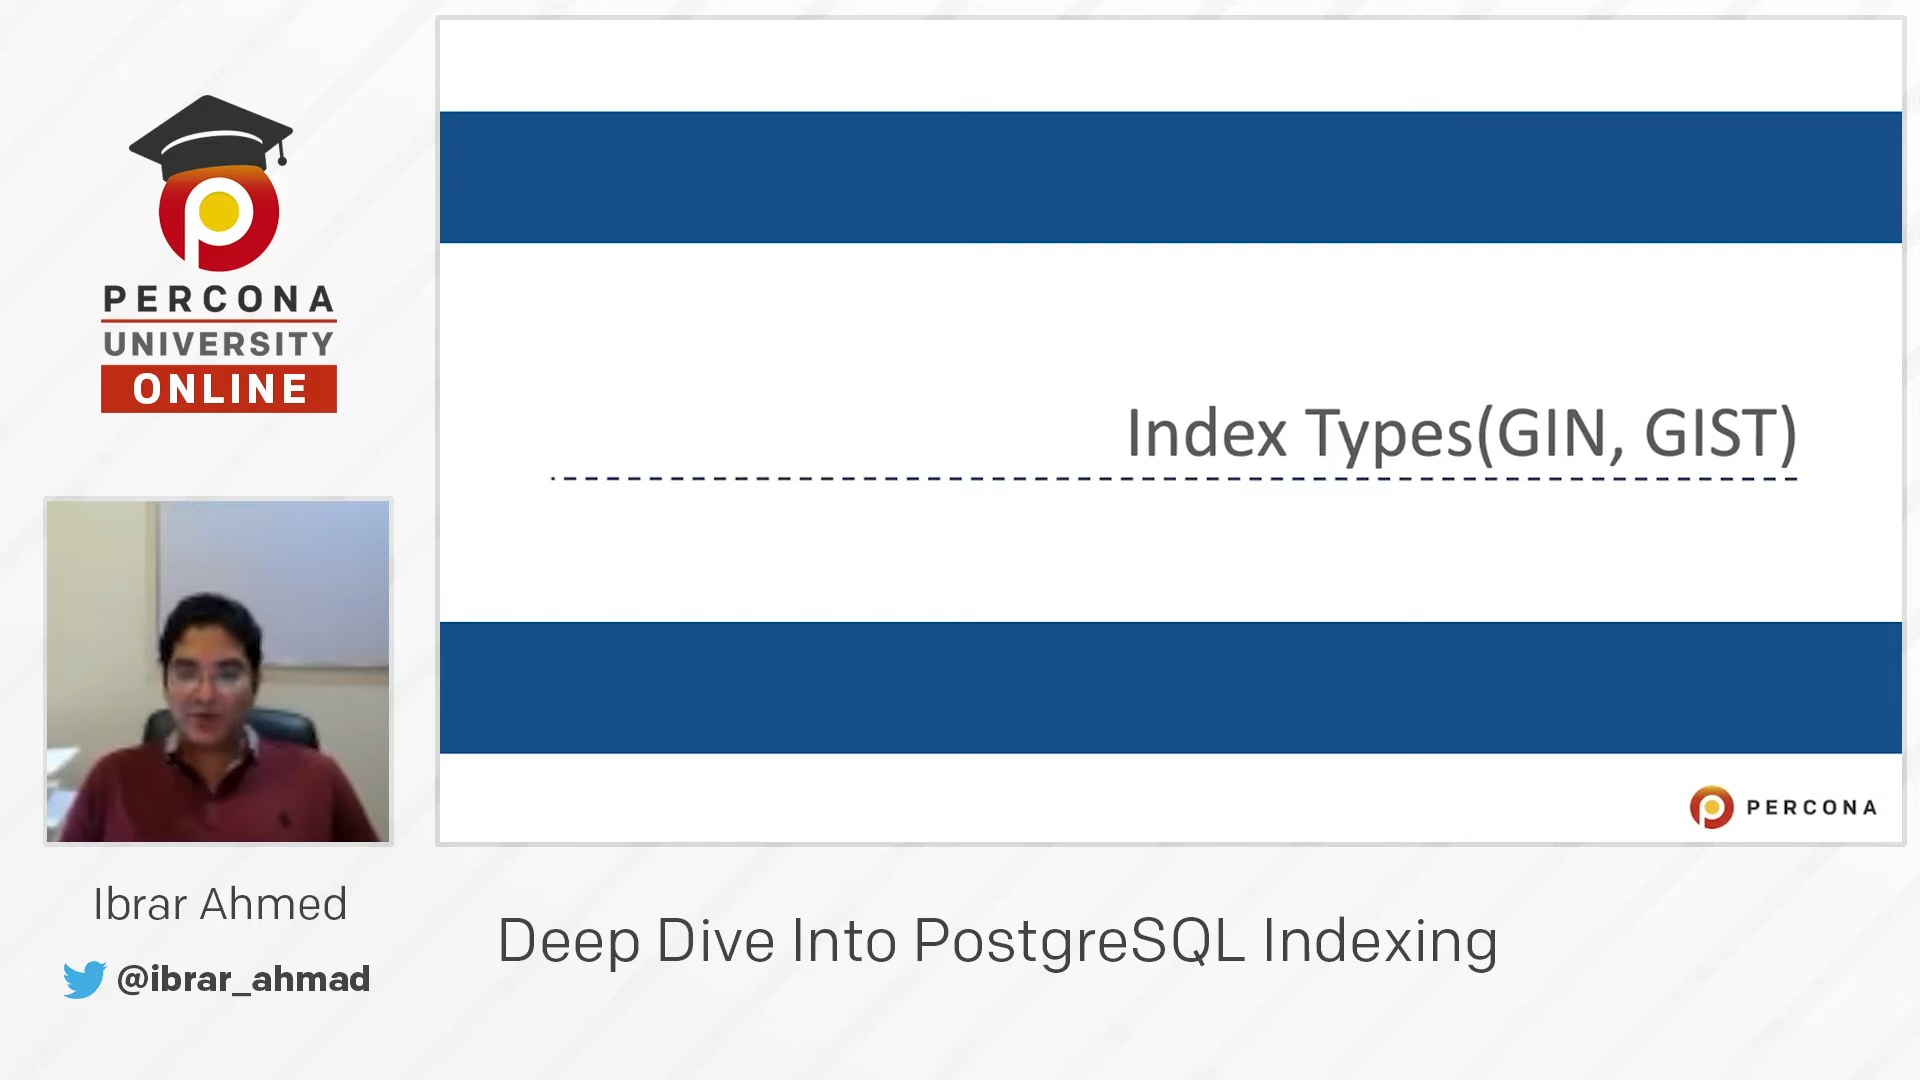 PERCONA
UNIVERSITY
ONLINE
Index Types(GIN, GIST)
PERCONA
Ibrar Ahmed
@ibrar_ahmad
Deep Dive Into PostgreSQL Indexing